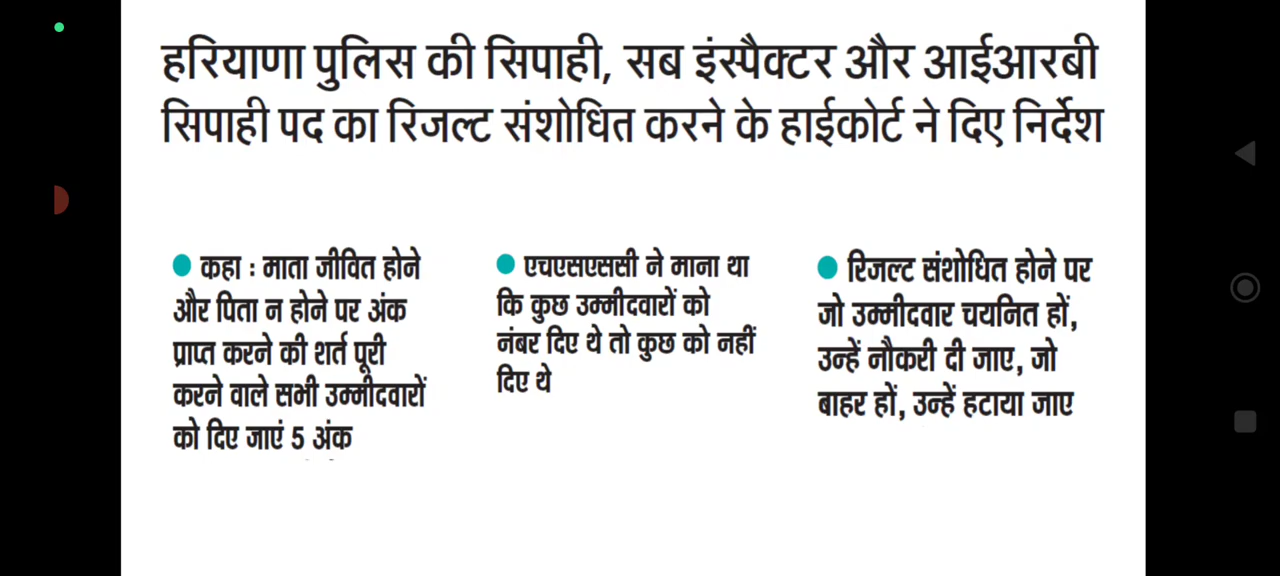 हरियाणा पुलिस की सिपाही, सब इंस्पैक्टर और आईआरबी
सिपाही पद का रिजल्ट संशोधित करने के हाईकोर्ट ने दिए निर्देश
कहा : माता जीवित होने
और पिता न होने पर अंक
प्राप्त करने की शर्त पूरी
करने वाले सभी उम्मीदवारों
को दिए जाएं 5 अंक
एचएसएससी ने माना था
कि कुछ उम्मीदवारों को
नंबर दिए थे तो कुछ को नहीं
दिए थे
रिजल्ट संशोधित होने पर
जो उम्मीदवार चयनित हों,
उन्हें नौकरी दी जाए, जो
बाहर हों, उन्हें हटाया जाए